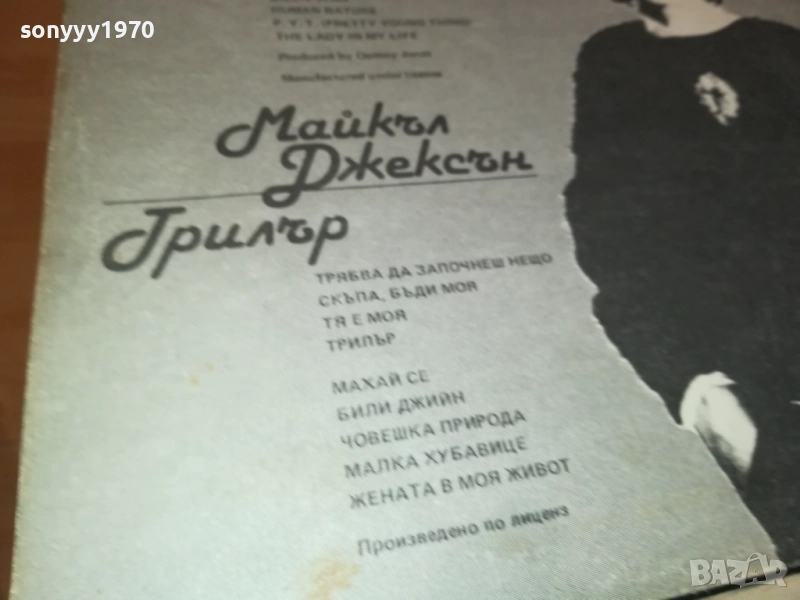 sonyyy1970
HUMAN NATURE
P. Y. T. (PRETTY YOUNG THING)
THE LADY IN MY LIFE
Produced by Quincy Jones
Manufactured under licence
Майкъл
Джексън
Трилър
ТРЯБВА ДА ЗАПОЧНЕШ НЕЩО
СКЪПА, БЪДИ МОЯ
ТЯ Е МОЯ
ТРИЛЪР
МАХАЙ СЕ
БИЛИ ДЖИЙН
ЧОВЕШКА ПРИРОДА
МАЛКА ХУБАВИЦЕ
ЖЕНАТА В МОЯ ЖИВОТ
Произведено по лиценз
BAZAR